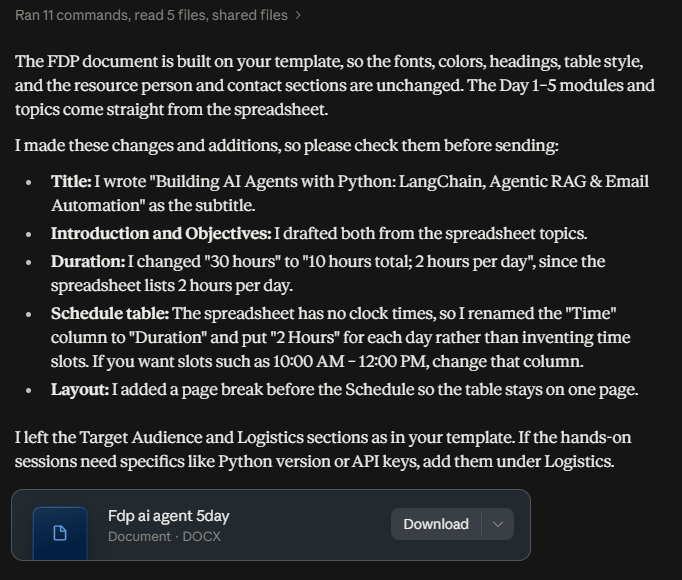 Ran 11 commands, read 5 files, shared files >
The FDP document is built on your template, so the fonts, colors, headings, table style,
and the resource person and contact sections are unchanged. The Day 1–5 modules and
topics come straight from the spreadsheet.
I made these changes and additions, so please check them before sending:
• Title: I wrote "Building AI Agents with Python: LangChain, Agentic RAG & Email
Automation" as the subtitle.
• Introduction and Objectives: I drafted both from the spreadsheet topics.
• Duration: I changed "30 hours" to "10 hours total; 2 hours per day", since the
spreadsheet lists 2 hours per day.
• Schedule table: The spreadsheet has no clock times, so I renamed the "Time"
column to "Duration" and put "2 Hours" for each day rather than inventing time
slots. If you want slots such as 10:00 AM – 12:00 PM, change that column.
• Layout: I added a page break before the Schedule so the table stays on one page.
I left the Target Audience and Logistics sections as in your template. If the hands-on
sessions need specifics like Python version or API keys, add them under Logistics.
Fdp ai agent 5day
Document · DOCX
Download